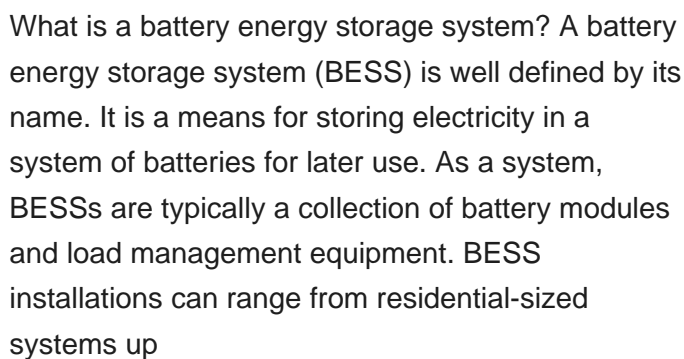 What is a battery energy storage system? A battery
energy storage system (BESS) is well defined by its
name. It is a means for storing electricity in a
system of batteries for later use. As a system,
BESSs are typically a collection of battery modules
and load management equipment. BESS
installations can range from residential-sized
systems up